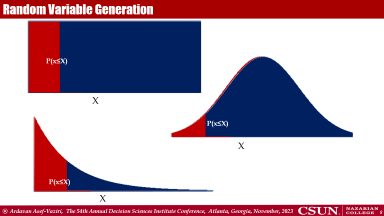 Random Variable Generation
P(x≤X)
X
P(x≤X)
X
P(x≤X)
X
® Ardavan Asef-Vaziri, The 54th Annual Decision Sciences Institute Conference, Atlanta, Georgia, November, 2023
CSUN
NAZARIAN
COLLEGE